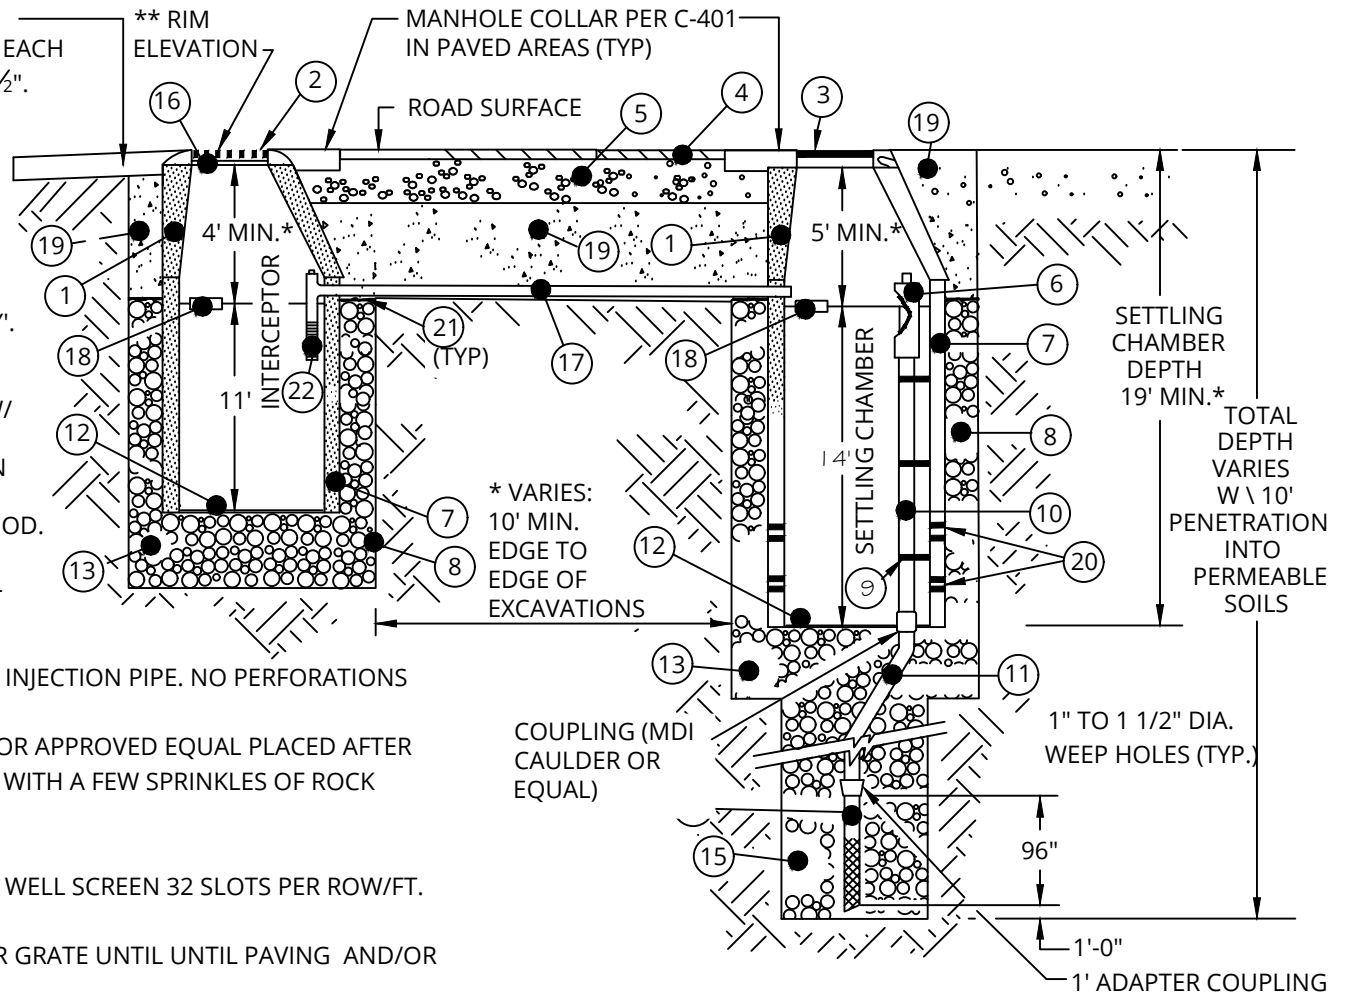 ** RIM
ELEVATION
MANHOLE COLLAR PER C-401
IN PAVED AREAS (TYP)
EACH
½".
ROAD SURFACE
16
2
5
4
3
19
19
1
4' MIN.*
INTERCEPTOR
19
1
5' MIN.*
6
18
21
(TYP)
17
18
7
22
11'
12
13
7
8
* VARIES:
10' MIN.
EDGE TO
EDGE OF
EXCAVATIONS
SETTLING CHAMBER
14'
12
9
10
20
8
SETTLING
CHAMBER
DEPTH
19' MIN.*
TOTAL
DEPTH
VARIES
W \ 10'
PENETRATION
INTO
PERMEABLE
SOILS
".
W/
N
OD.
INJECTION PIPE. NO PERFORATIONS
OR APPROVED EQUAL PLACED AFTER
WITH A FEW SPRINKLES OF ROCK
WELL SCREEN 32 SLOTS PER ROW/FT.
R GRATE UNTIL UNTIL PAVING AND/OR
13
11
COUPLING (MDI
CAULDER OR
EQUAL)
1" TO 1 1/2" DIA.
WEEP HOLES (TYP.)
15
96"
1'-0"
1' ADAPTER COUPLING